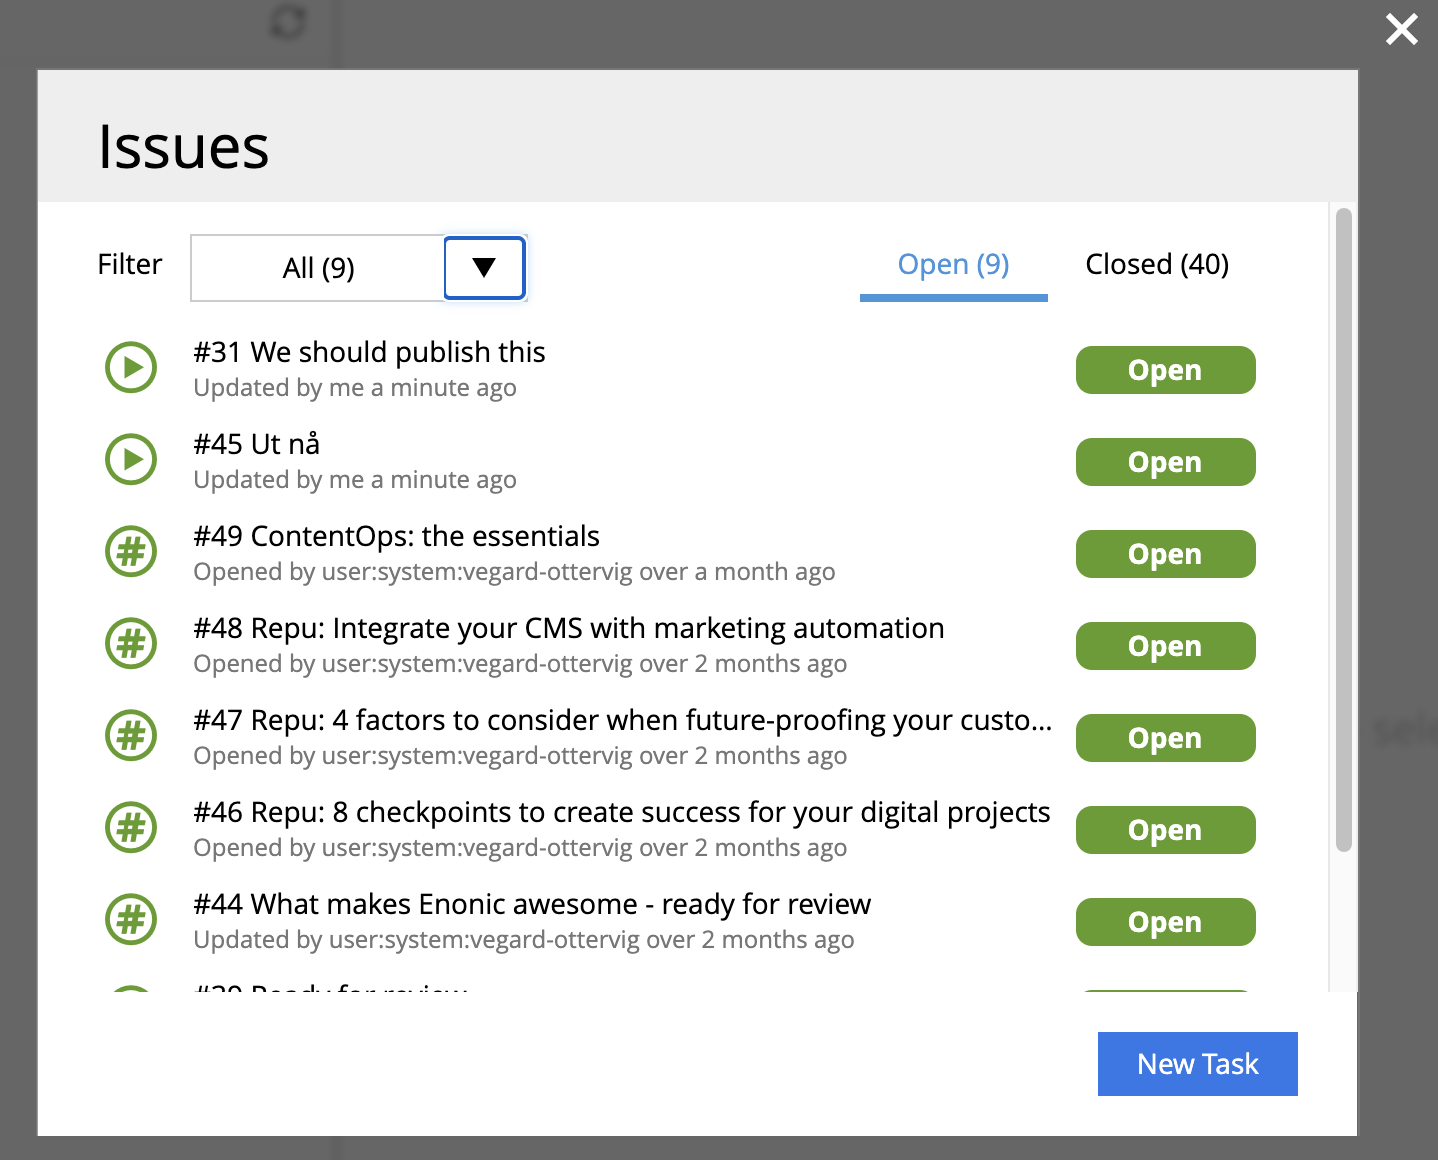 Issues
Filter All (9) Open (9) Closed (40)
#31 We should publish this
Updated by me a minute ago
Open
#45 Ut nå
Updated by me a minute ago
Open
#49 ContentOps: the essentials
Opened by user:system:vegard-ottervig over a month ago
Open
#48 Repu: Integrate your CMS with marketing automation
Opened by user:system:vegard-ottervig over 2 months ago
Open
#47 Repu: 4 factors to consider when future-proofing your custo...
Opened by user:system:vegard-ottervig over 2 months ago
Open
#46 Repu: 8 checkpoints to create success for your digital projects
Opened by user:system:vegard-ottervig over 2 months ago
Open
#44 What makes Enonic awesome - ready for review
Updated by user:system:vegard-ottervig over 2 months ago
Open
Ready for review
New Task